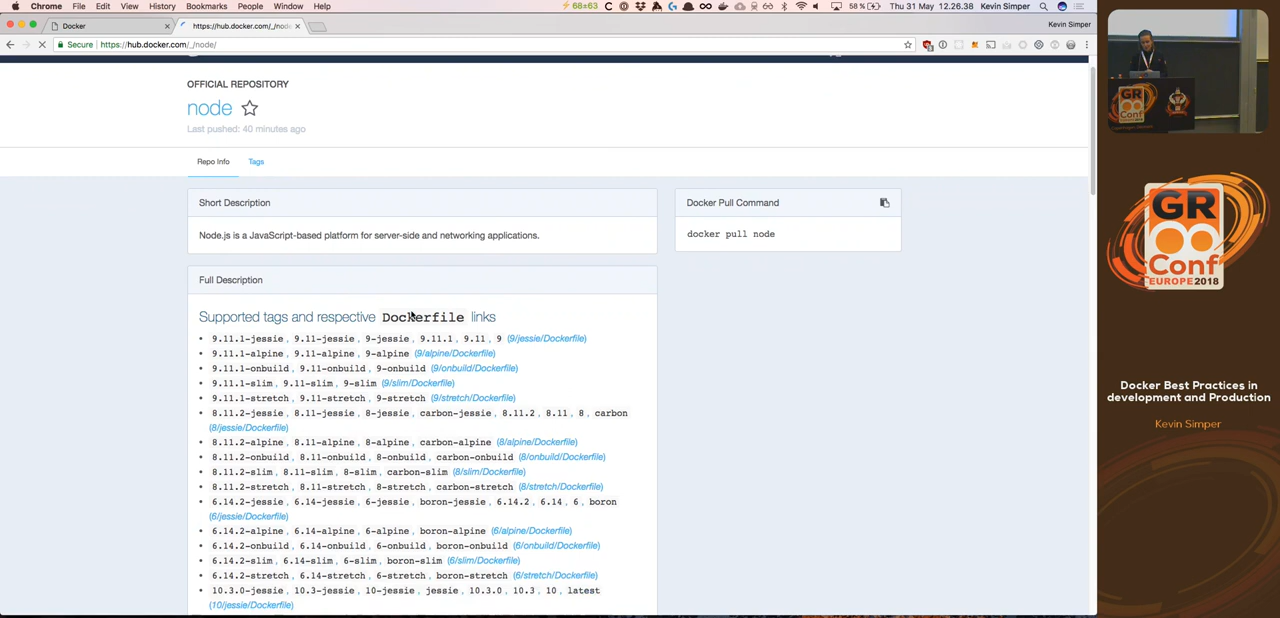 Chrome File Edit View History Bookmarks People Window Help
68±63
58 %
Thu 31 May 12.26.38 Kevin Simper
Docker
https://hub.docker.com/_/node
Kevin Simper
Secure https://hub.docker.com/_/node/
OFFICIAL REPOSITORY
node
Last pushed: 40 minutes ago
Repo Info Tags
Short Description
Docker Pull Command
Node.js is a JavaScript-based platform for server-side and networking applications.
docker pull node
Full Description
Supported tags and respective Dockerfile links
• 9.11.1-jessie, 9.11-jessie, 9-jessie, 9.11.1, 9.11, 9 (9/jessie/Dockerfile)
• 9.11.1-alpine, 9.11-alpine, 9-alpine (9/alpine/Dockerfile)
• 9.11.1-onbuild, 9.11-onbuild, 9-onbuild (9/onbuild/Dockerfile)
• 9.11.1-slim, 9.11-slim, 9-slim (9/slim/Dockerfile)
• 9.11.1-stretch, 9.11-stretch, 9-stretch (9/stretch/Dockerfile)
• 8.11.2-jessie, 8.11-jessie, 8-jessie, carbon-jessie, 8.11.2, 8.11, 8, carbon
(8/jessie/Dockerfile)
• 8.11.2-alpine, 8.11-alpine, 8-alpine, carbon-alpine (8/alpine/Dockerfile)
• 8.11.2-onbuild, 8.11-onbuild, 8-onbuild, carbon-onbuild (8/onbuild/Dockerfile)
• 8.11.2-slim, 8.11-slim, 8-slim, carbon-slim (8/slim/Dockerfile)
• 8.11.2-stretch, 8.11-stretch, 8-stretch, carbon-stretch (8/stretch/Dockerfile)
• 6.14.2-jessie, 6.14-jessie, 6-jessie, boron-jessie, 6.14.2, 6.14, 6, boron
(6/jessie/Dockerfile)
• 6.14.2-alpine, 6.14-alpine, 6-alpine, boron-alpine (6/alpine/Dockerfile)
• 6.14.2-onbuild, 6.14-onbuild, 6-onbuild, boron-onbuild (6/onbuild/Dockerfile)
• 6.14.2-slim, 6.14-slim, 6-slim, boron-slim (6/slim/Dockerfile)
• 6.14.2-stretch, 6.14-stretch, 6-stretch, boron-stretch (6/stretch/Dockerfile)
• 10.3.0-jessie, 10.3-jessie, 10-jessie, jessie, 10.3.0, 10.3, 10, latest
(10/jessie/Dockerfile)
GR
Conf
GR
Conf
EUROPE 2018
Docker Best Practices in
development and Production
Kevin Simper